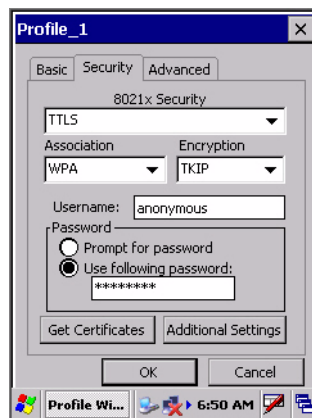 Profile_1
Basic Security Advanced
8021x Security
TTLS
Association Encryption
WPA TKIP
Username: anonymous
Password
Prompt for password
Use following password:
********
Get Certificates Additional Settings
OK Cancel
Profile Wi... 6:50 AM